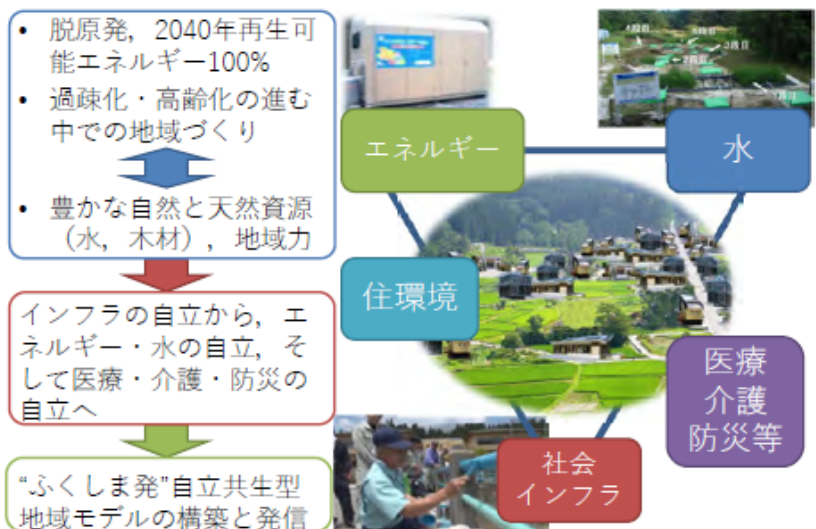 • 脱原発，2040年再生可
能エネルギー100%
• 過疎化・高齢化の進む
中での地域づくり
• 豊かな自然と天然資源
（水，木材），地域力
インフラの自立から，エ
ネルギー・水の自立，そ
して医療・介護・防災の
自立へ
“ふくしま発”自立共生型
地域モデルの構築と発信
エネルギー
水
住環境
医療
介護
防災等
社会
インフラ